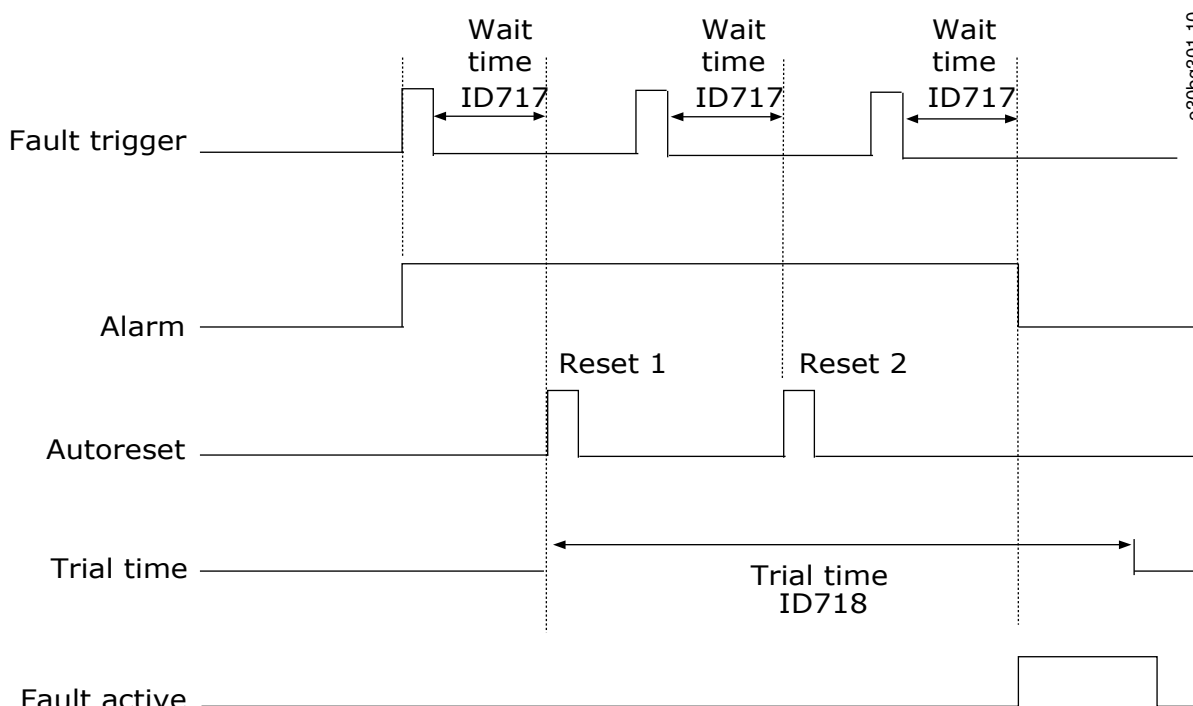 Wait
time
ID717
Wait
time
ID717
Wait
time
ID717
Fault trigger
Alarm
Reset 1
Reset 2
Autoreset
Trial time
Trial time
ID718
Fault active